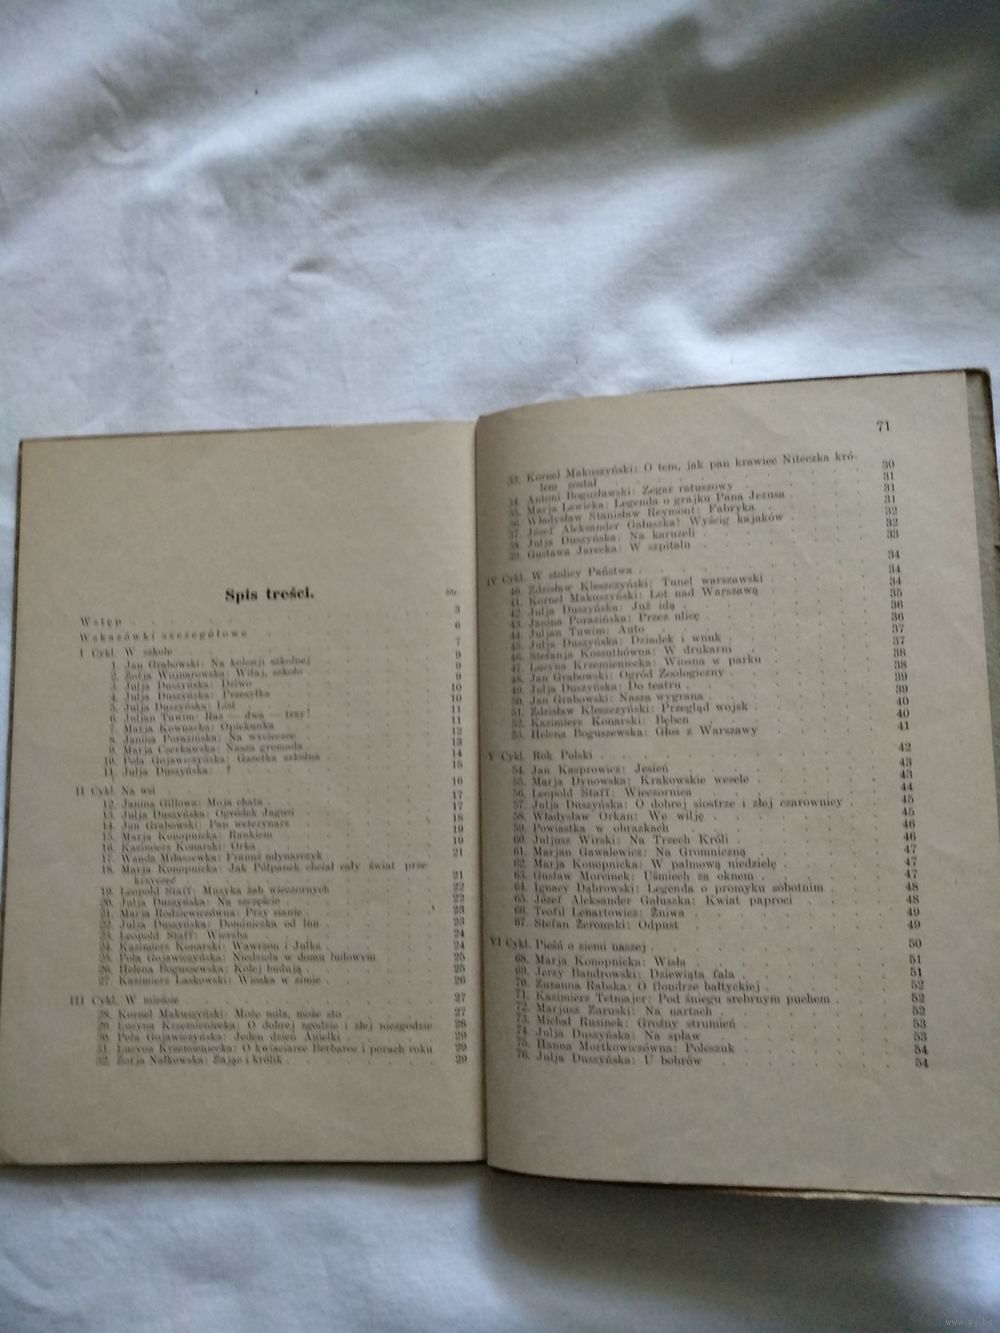 Spis treści.
Str.
Wstęp 3
Wskazówki szczegółowe 6
I Cykl. W szkole 7
1. Jan Grabowski: Na kolonji szkolnej 9
2. Zofja Wojnarowska: Witaj, szkoło 9
3. Julja Duszyńska: Dziwo 9
4. Julja Duszyńska: Przesyłka 10
5. Julja Duszyńska: List 10
6. Juljan Tuwim: Raz — dwa — trzy! 11
7. Marja Kownacka: Opiekunka 11
8. Janina Porazińska: Na wycieczce 12
9. Marja Czerkawska: Nasza gromada 13
10. Pola Gojawiczyńska: Gazetka szkolna 14
11. Julja Duszyńska: ? 15
II Cykl. Na wsi 16
12. Janina Gillowa: Moja chata 17
13. Julja Duszyńska: Ogródek Jagusi 17
14. Jan Grabowski: Pan weterynarz 18
15. Marja Konopnicka: Rankiem 19
16. Kazimierz Konarski: Orka 19
17. Wanda Miłaszewka: Franuś młynarczyk 21
18. Marja Konopnicka: Jak Półpanek chciał cały świat prze-
krzyczeć 21
19. Leopold Staff: Muzyka żab wieczornych 22
20. Julja Duszyńska: Na szczęście 22
21. Marja Rodziewiczówna: Przy sianie 23
22. Julja Duszyńska: Dominiczka od lnu 23
23. Leopold Staff: Wierzba 24
24. Kazimierz Konarski: Wawrzon i Julka 24
25. Pola Gojawiczyńska: Niedziela w domu ludowym 25
26. Helena Boguszewska: Kolej budują 25
27. Kazimierz Laskowski: Wioska w zimie 26
III Cykl. W mieście 27
28. Kornel Makuszyński: Może mila, może sto 27
29. Lucyna Krzemieniecka: O dobrej zgodzie i złej niezgodzie 28
30. Pola Gojawiczyńska: Jeden dzień Anielki 29
31. Lucyna Krzemieniecka: O kwiaciarce Barbarce i porach roku 29
32. Zofja Nałkowska: Zając i królik 29
71
33. Kornel Makuszyński: O tem, jak pan krawiec Niteczka kró-
lem został 30
34. Antoni Bogusławski: Zegar ratuszowy 31
35. Marja Lewicka: Legenda o grajku Pana Jezusa 31
36. Władysław Stanisław Reymont: Fabryka 31
37. Józef Aleksander Gałuszka: Wyścig kajaków 32
38. Julja Duszyńska: Na karuzeli 32
39. Gustawa Jarecka: W szpitalu 33
IV Cykl. W stolicy Państwa 34
40. Zdzisław Kleszczyński: Tunel warszawski 34
41. Kornel Makuszyński: Lot nad Warszawą 34
42. Julja Duszyńska: Już idą 35
43. Janina Porazińska: Przez ulicę 36
44. Juljan Tuwim: Auto 36
45. Julja Duszyńska: Dziadek i wnuk 37
46. Stefanja Kossuthówna: W drukarni 37
47. Lucyna Krzemieniecka: Wiosna w parku 38
48. Jan Grabowski: Ogród Zoologiczny 38
49. Julja Duszyńska: Do teatru 39
50. Jan Grabowski: Nasza wygrana 39
51. Zdzisław Kleszczyński: Przegląd wojsk 40
52. Kazimierz Konarski: Bęben 40
53. Helena Boguszewska: Głos z Warszawy 41
V Cykl. Rok Polski 42
54. Jan Kasprowicz: Jesień 43
55. Marja Dynowska: Krakowskie wesele 43
56. Leopold Staff: Wieczornica 44
57. Julja Duszyńska: O dobrej siostrze i złej czarownicy 45
58. Władysław Orkan: We wilję 45
59. Powiastka w obrazkach 46
60. Juljusz Wirski: Na Trzech Króli 46
61. Marjan Gawalewicz: Na Gromniczną 47
62. Marja Konopnicka: W palmową niedzielę 47
63. Gustaw Morcinek: Uśmiech za oknem 47
64. Ignacy Dąbrowski: Legenda o promyku sobotnim 48
65. Józef Aleksander Gałuszka: Kwiat paproci 48
66. Teofil Lenartowicz: Żniwa 49
67. Stefan Żeromski: Odpust 49
VI Cykl. Pieśń o ziemi naszej 50
68. Marja Konopnicka: Wisła 51
69. Jerzy Bandrowski: Dziewiąta fala 51
70. Zuzanna Rabska: O flondrze bałtyckiej 52
71. Kazimierz Tetmajer: Pod śniegu srebrnym puchem 52
72. Marjusz Zaruski: Na nartach 52
73. Michał Rusinek: Groźny strumień 53
74. Julja Duszyńska: Na spław 53
75. Hanna Mortkowiczówna: Poleszuk 54
76. Julja Duszyńska: U bobrów 54
www.ay.by